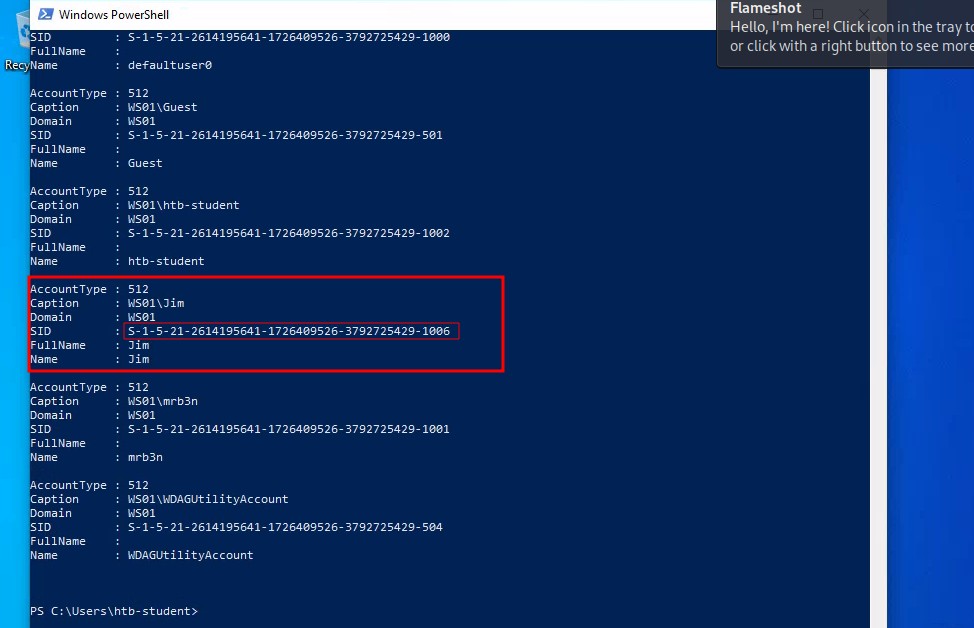 Windows PowerShell
Flameshot
Hello, I'm here! Click icon in the tray to
or click with a right button to see more
Recy
SID : S-1-5-21-2614195641-1726409526-3792725429-1000
FullName :
Name : defaultuser0
AccountType : 512
Caption : WS01\Guest
Domain : WS01
SID : S-1-5-21-2614195641-1726409526-3792725429-501
FullName :
Name : Guest
AccountType : 512
Caption : WS01\htb-student
Domain : WS01
SID : S-1-5-21-2614195641-1726409526-3792725429-1002
FullName :
Name : htb-student
AccountType : 512
Caption : WS01\Jim
Domain : WS01
SID : S-1-5-21-2614195641-1726409526-3792725429-1006
FullName : Jim
Name : Jim
AccountType : 512
Caption : WS01\mrb3n
Domain : WS01
SID : S-1-5-21-2614195641-1726409526-3792725429-1001
FullName :
Name : mrb3n
AccountType : 512
Caption : WS01\WDAGUtilityAccount
Domain : WS01
SID : S-1-5-21-2614195641-1726409526-3792725429-504
FullName :
Name : WDAGUtilityAccount
PS C:\Users\htb-student>